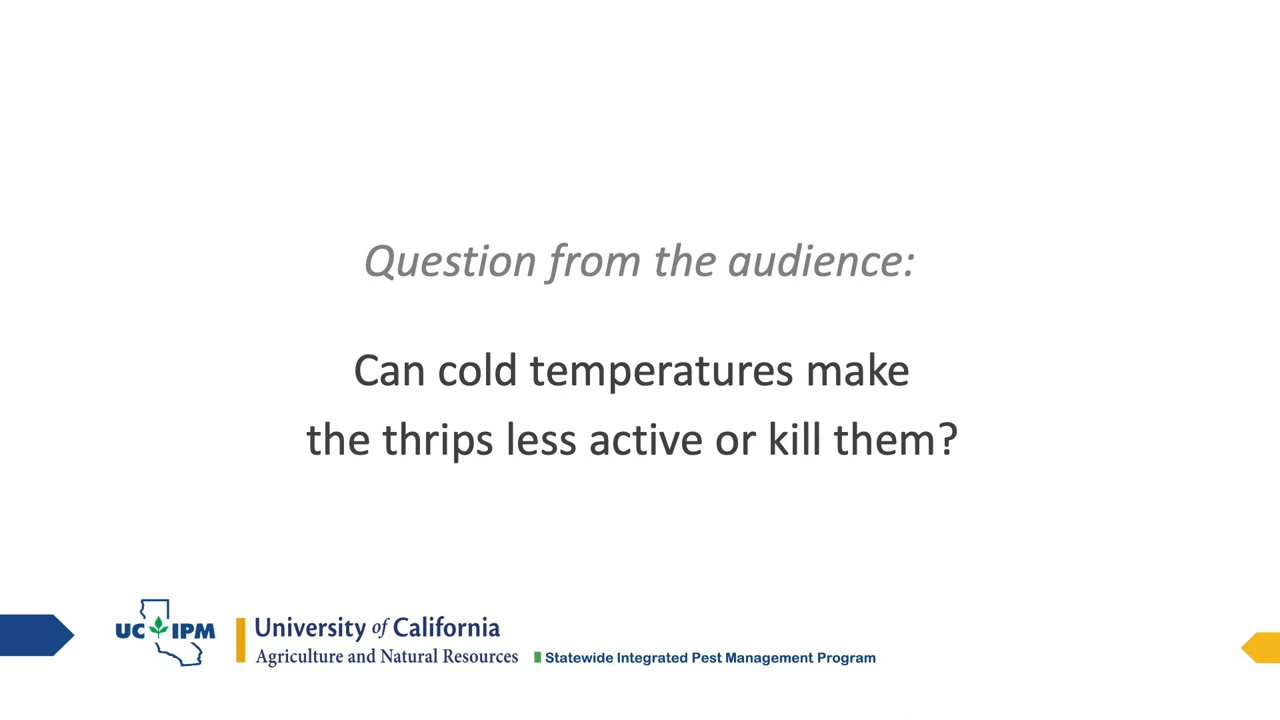 Question from the audience:
Can cold temperatures make
the thrips less active or kill them?
UC IPM
University of California
Agriculture and Natural Resources
Statewide Integrated Pest Management Program